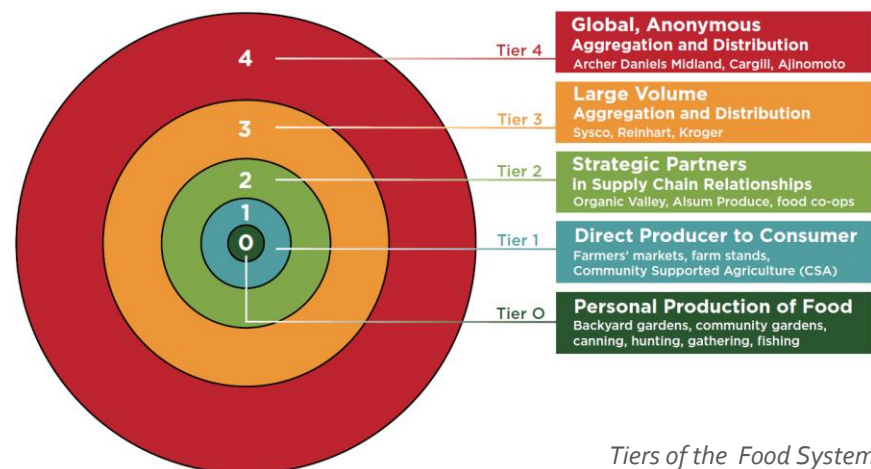 4
3
2
1
0
Tier 4
Global, Anonymous
Aggregation and Distribution
Archer Daniels Midland, Cargill, Ajinomoto
Tier 3
Large Volume
Aggregation and Distribution
Sysco, Reinhart, Kroger
Tier 2
Strategic Partners
in Supply Chain Relationships
Organic Valley, Alsum Produce, food co-ops
Tier 1
Direct Producer to Consumer
Farmers’ markets, farm stands,
Community Supported Agriculture (CSA)
Tier 0
Personal Production of Food
Backyard gardens, community gardens,
canning, hunting, gathering, fishing
Tiers of the Food System